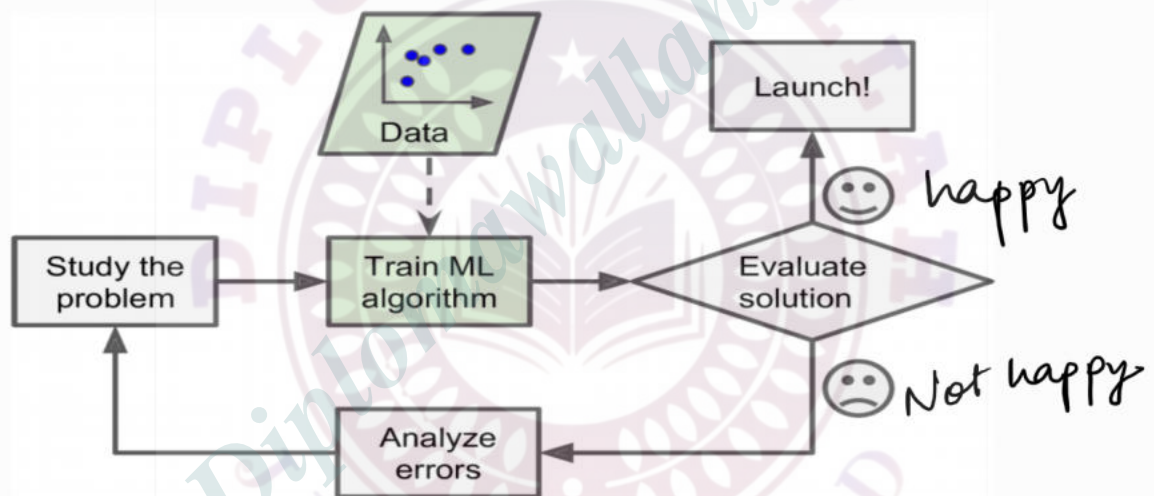 Data
Launch!
happy
Study the
problem
Train ML
algorithm
Evaluate
solution
Not happy
Analyze
errors